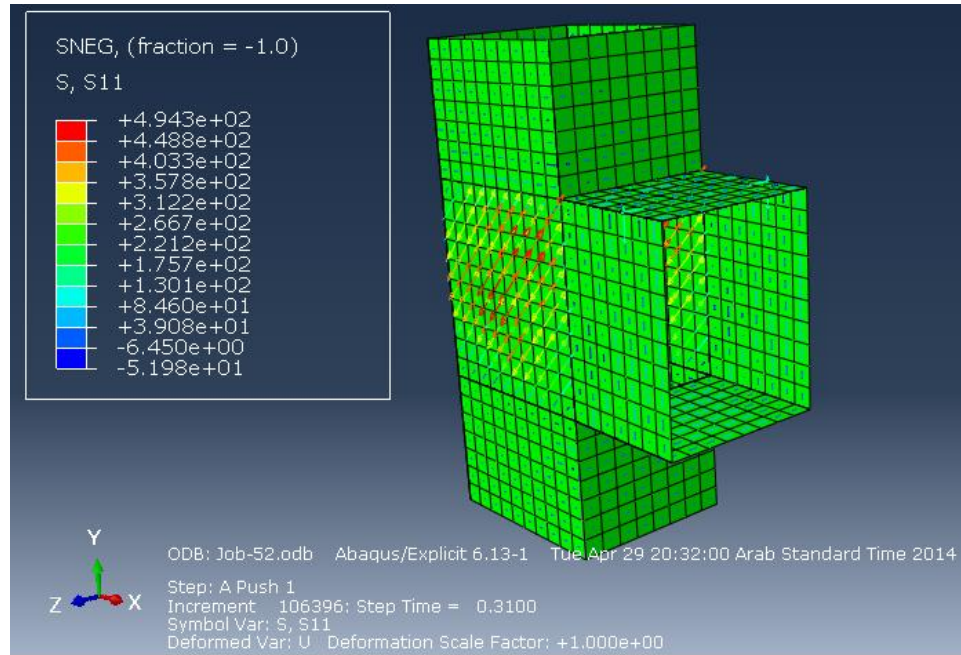 SNEG, (fraction = -1.0)
S, S11
+4.943e+02
+4.488e+02
+4.033e+02
+3.578e+02
+3.122e+02
+2.667e+02
+2.212e+02
+1.757e+02
+1.301e+02
+8.460e+01
+3.908e+01
-6.450e+00
-5.198e+01
Y
Z X
ODB: Job-52.odb Abaqus/Explicit 6.13-1 Tue Apr 29 20:32:00 Arab Standard Time 2014
Step: A Push 1
Increment 106396: Step Time = 0.3100
Symbol Var: S, S11
Deformed Var: U Deformation Scale Factor: +1.000e+00